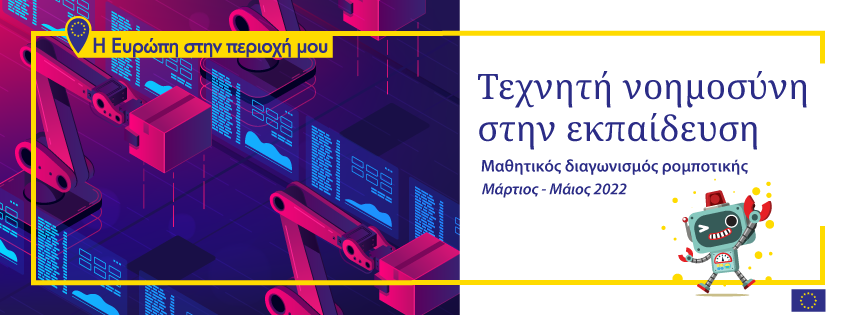 Η Ευρώπη στην περιοχή μου
Τεχνητή νοημοσύνη
στην εκπαίδευση
Μαθητικός διαγωνισμός ρομποτικής
Μάρτιος - Μάιος 2022